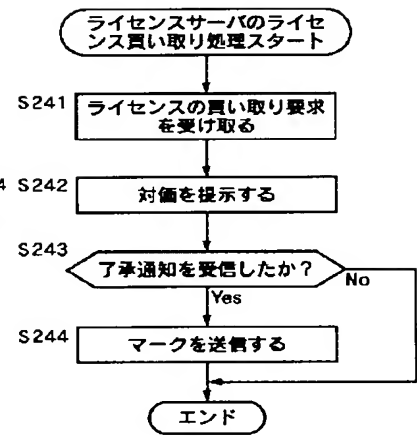 ライセンスサーバのライセ
ンス買い取り処理スタート
S241
ライセンスの買い取り要求
を受け取る
4 S242
対価を提示する
S243
了承通知を受信したか?
No
Yes
S244
マークを送信する
エンド